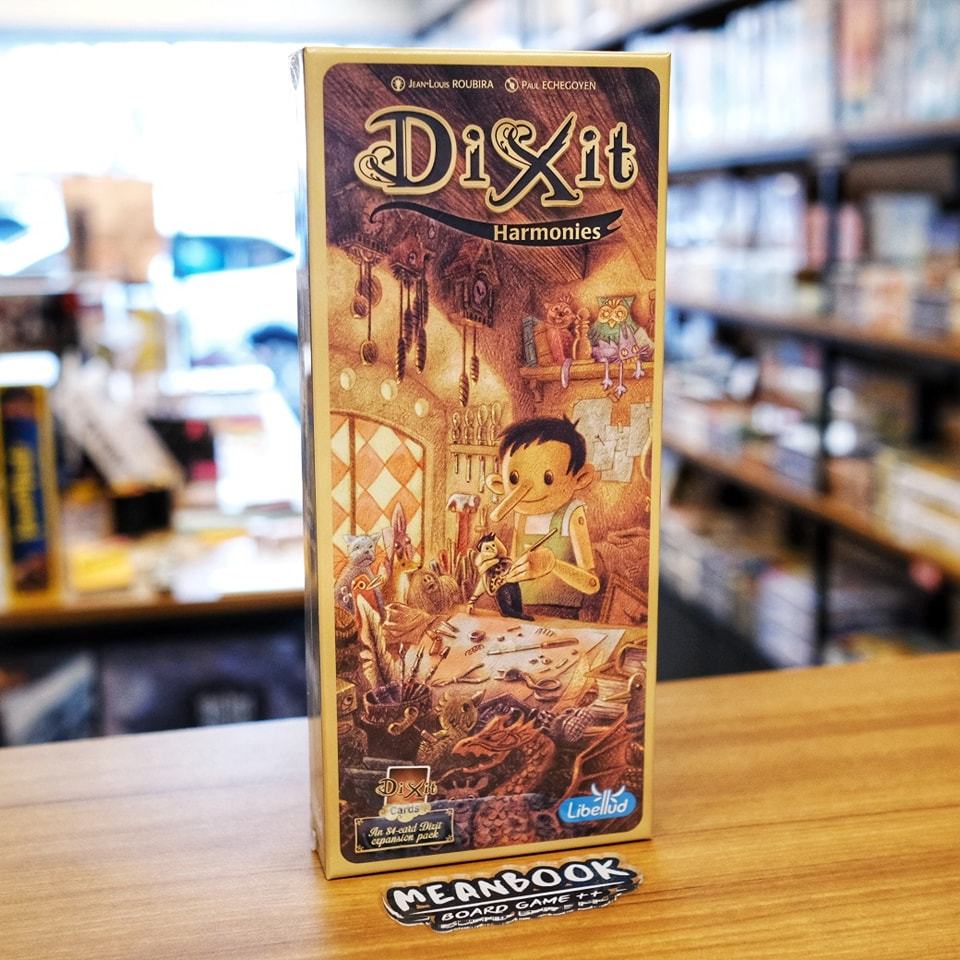 Jean-Louis ROUBIRA Paul ECHEGOYEN
DiXit
Harmonies
DiXit
Cards
An 84-card Dixit
expansion pack
Libellud
MEANBOOK
BOARD GAME ++